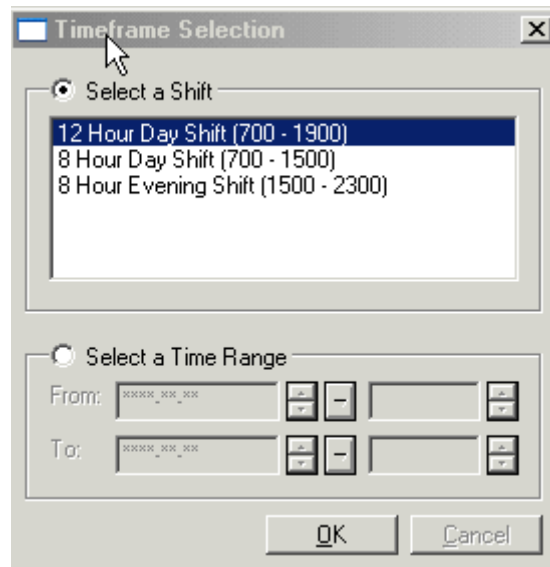 Timeframe Selection
Select a Shift
12 Hour Day Shift (700 - 1900)
8 Hour Day Shift (700 - 1500)
8 Hour Evening Shift (1500 - 2300)
Select a Time Range
From: ****-**-**
To: ****-**-**
OK Cancel